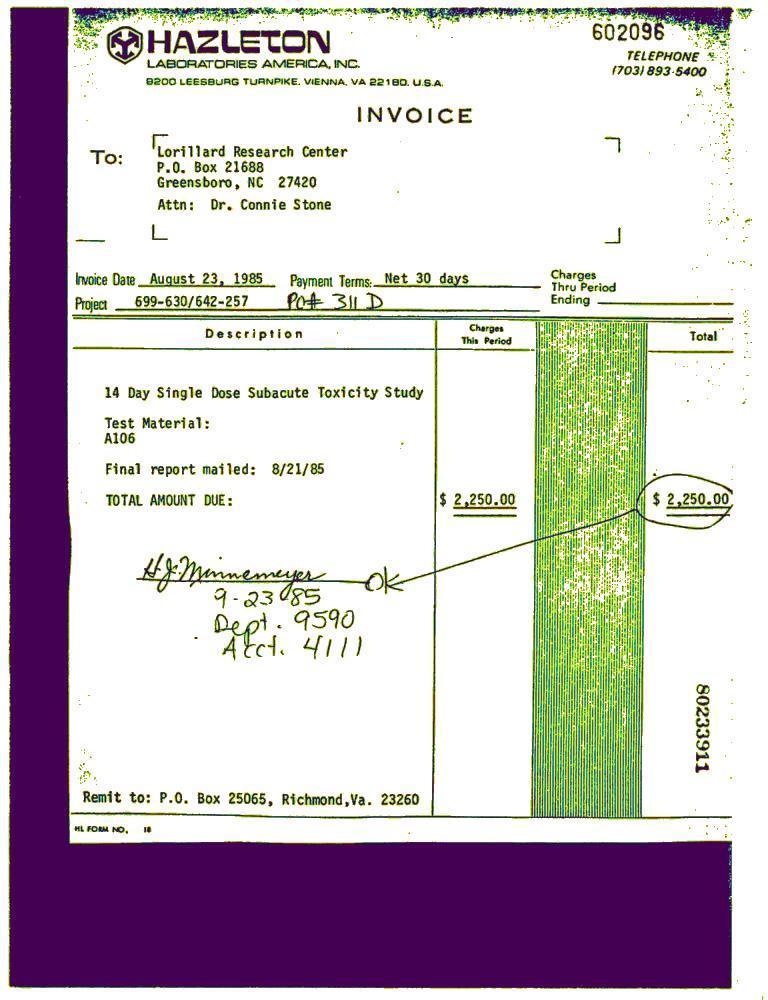 HAZLETON
LABORATORIES AMERICA, INC.
9200 LEESBURG TURNPIKE, VIENNA, VA 22180, U.S.A.
602096
TELEPHONE
(703) 893-5400
INVOICE
To:
Lorillard Research Center
P.O. Box 21688
Greensboro, NC 27420
Attn: Dr. Connie Stone
Invoice Date August 23, 1985 Payment Terms: Net 30 days
Charges
Thru Period
Ending
Project 699-630/642-257 PO# 311 D
Description
Charges
This Period
Total
14 Day Single Dose Subacute Toxicity Study
Test Material:
A106
Final report mailed: 8/21/85
TOTAL AMOUNT DUE: $ 2,250.00 $ 2,250.00
H.J. Minnemeyer OK
9-23-85
Dept. 9590
Acct. 4111
80233911
Remit to: P.O. Box 25065, Richmond,Va. 23260
HL FORM NO. 18